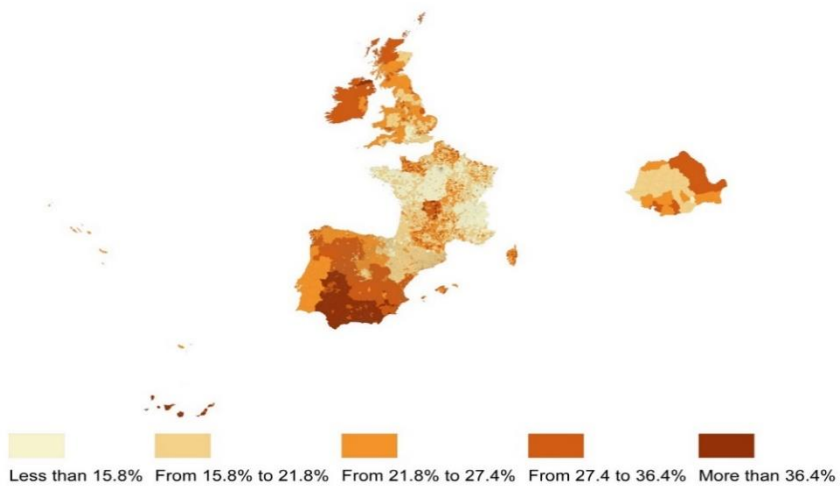 Less than 15.8% From 15.8% to 21.8% From 21.8% to 27.4% From 27.4 to 36.4% More than 36.4%